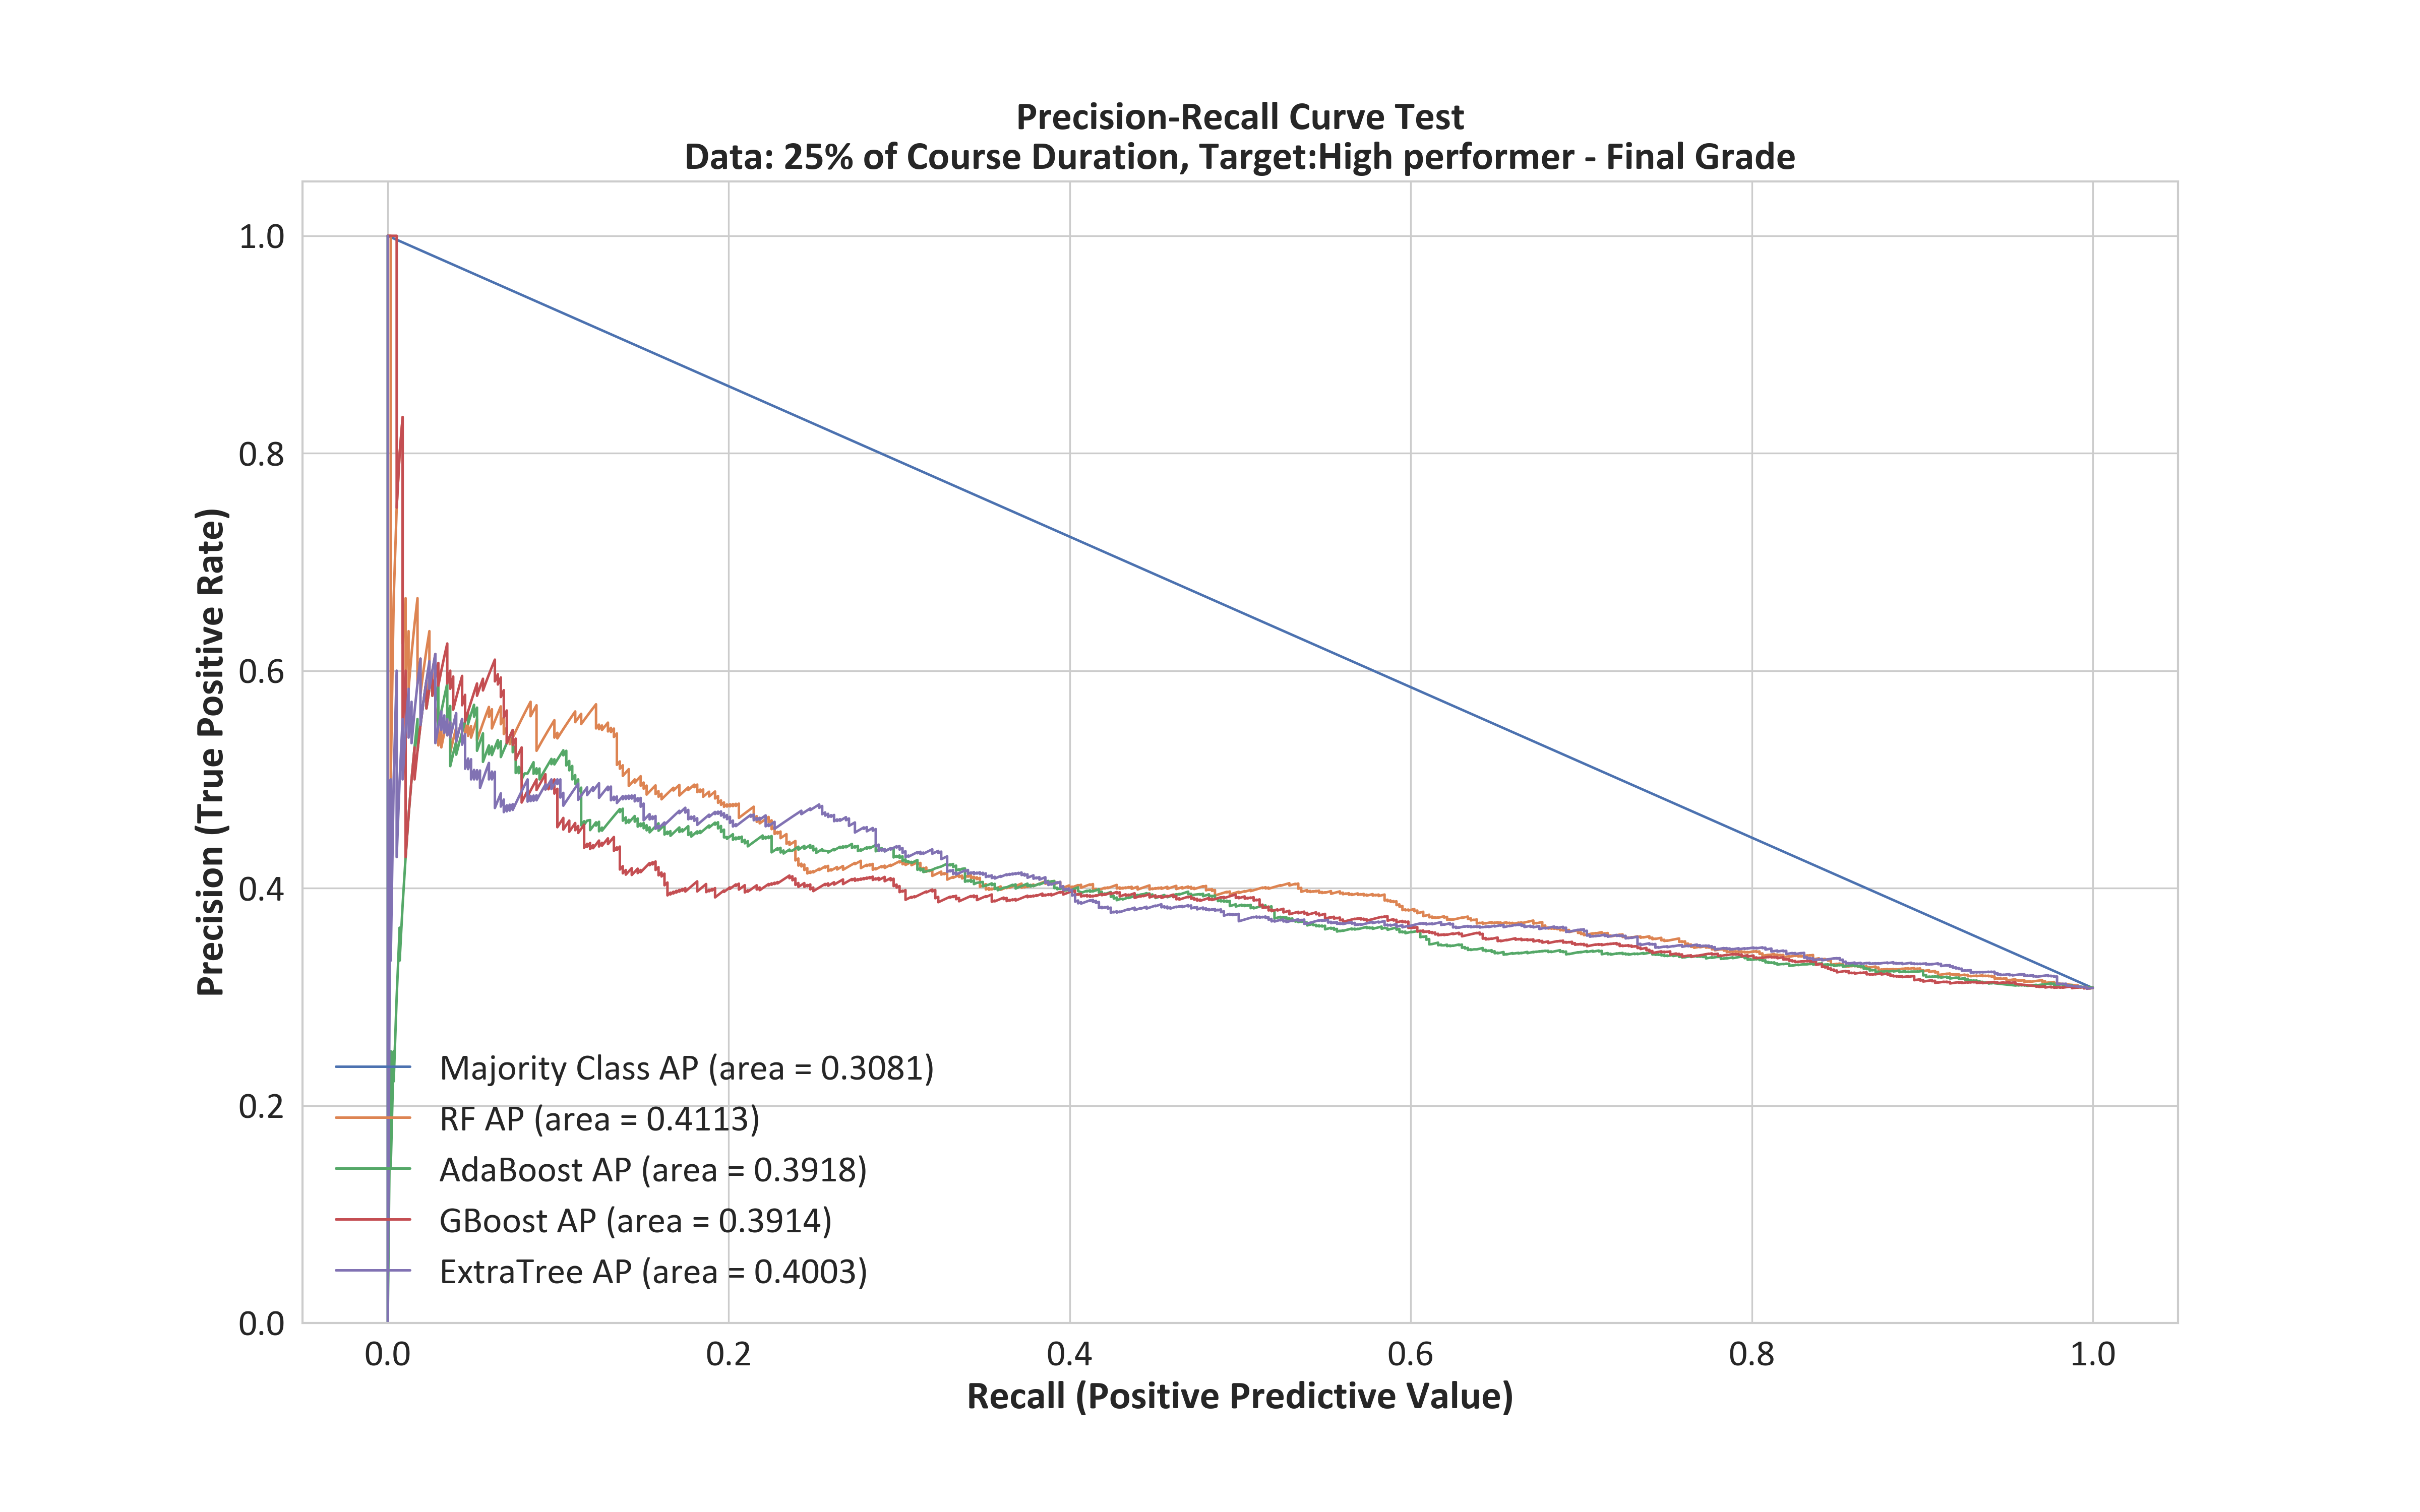 Precision-Recall Curve Test
Data: 25% of Course Duration, Target:High performer - Final Grade
Precision (True Positive Rate)
1.0
0.8
0.6
0.4
0.2
0.0
Majority Class AP (area = 0.3081)
RF AP (area = 0.4113)
AdaBoost AP (area = 0.3918)
GBoost AP (area = 0.3914)
ExtraTree AP (area = 0.4003)
0.0 0.2 0.4 0.6 0.8 1.0
Recall (Positive Predictive Value)